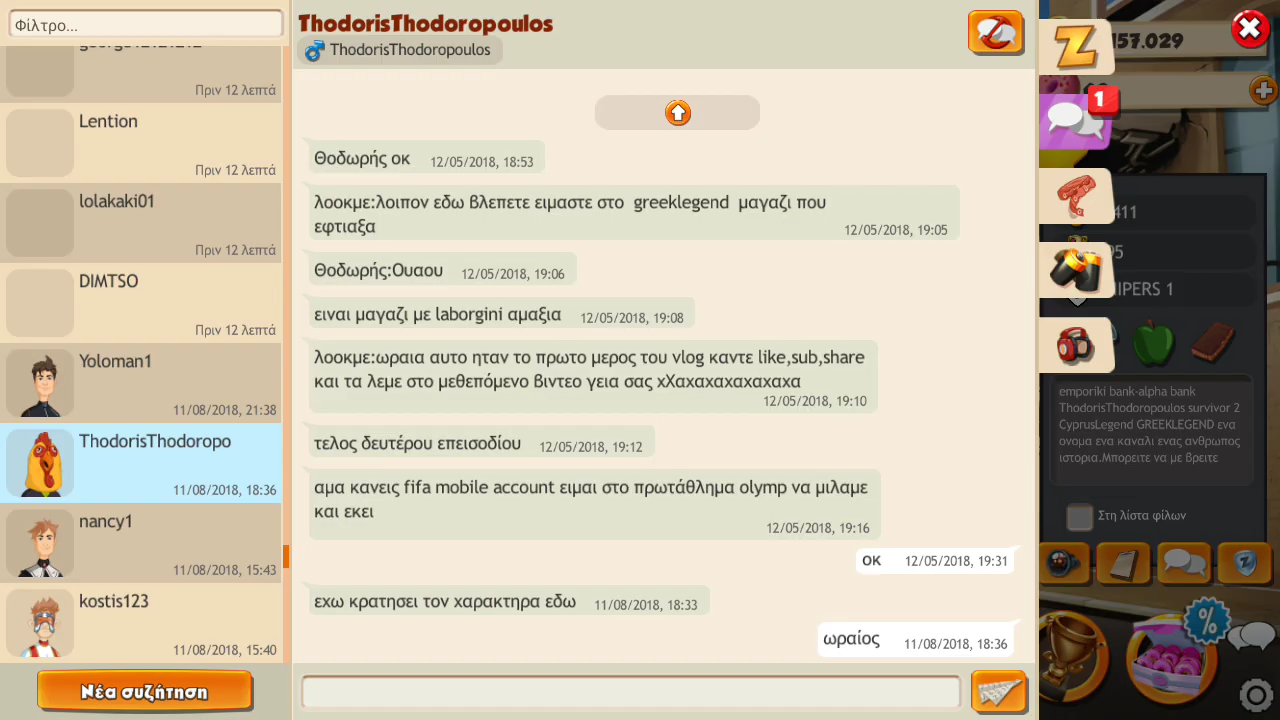 Φίλτρο...
Πριν 12 λεπτά
Lention
Πριν 12 λεπτά
lolakaki01
Πριν 12 λεπτά
DIMTSO
Πριν 12 λεπτά
Yoloman1
11/08/2018, 21:38
ThodorisThodoropo
11/08/2018, 18:36
nancy1
11/08/2018, 15:43
kostis123
11/08/2018, 15:40
Νέα συζήτηση
ThodorisThodoropoulos
ThodorisThodoropoulos
Θοδωρής οκ 12/05/2018, 18:53
λοοκμε:λοιπον εδω βλεπετε ειμαστε στο greeklegend μαγαζι που
εφτιαξα 12/05/2018, 19:05
Θοδωρής:Ουαου 12/05/2018, 19:06
ειναι μαγαζι με laborgini αμαξια 12/05/2018, 19:08
λοοκμε:ωραια αυτο ηταν το πρωτο μερος του vlog καντε like,sub,share
και τα λεμε στο μεθεπόμενο βιντεο γεια σας xXαχαχαχαχαχαχα
12/05/2018, 19:10
τελος δευτέρου επεισοδίου 12/05/2018, 19:12
αμα κανεις fifa mobile account ειμαι στο πρωτάθλημα olymp να μιλαμε
και εκει
12/05/2018, 19:16
OK 12/05/2018, 19:31
εχω κρατησει τον χαρακτηρα εδω 11/08/2018, 18:33
ωραίος 11/08/2018, 18:36
Z
157.029
1
411
IPERS 1
emporiki bank-alpha bank
ThodorisThodoropoulos survivor 2
CyprusLegend GREEKLEGEND ενα
ονομα ενα καναλι ενας ανθρωπος
ιστορια.Μπορειτε να με βρειτε
Στη λίστα φίλων
%